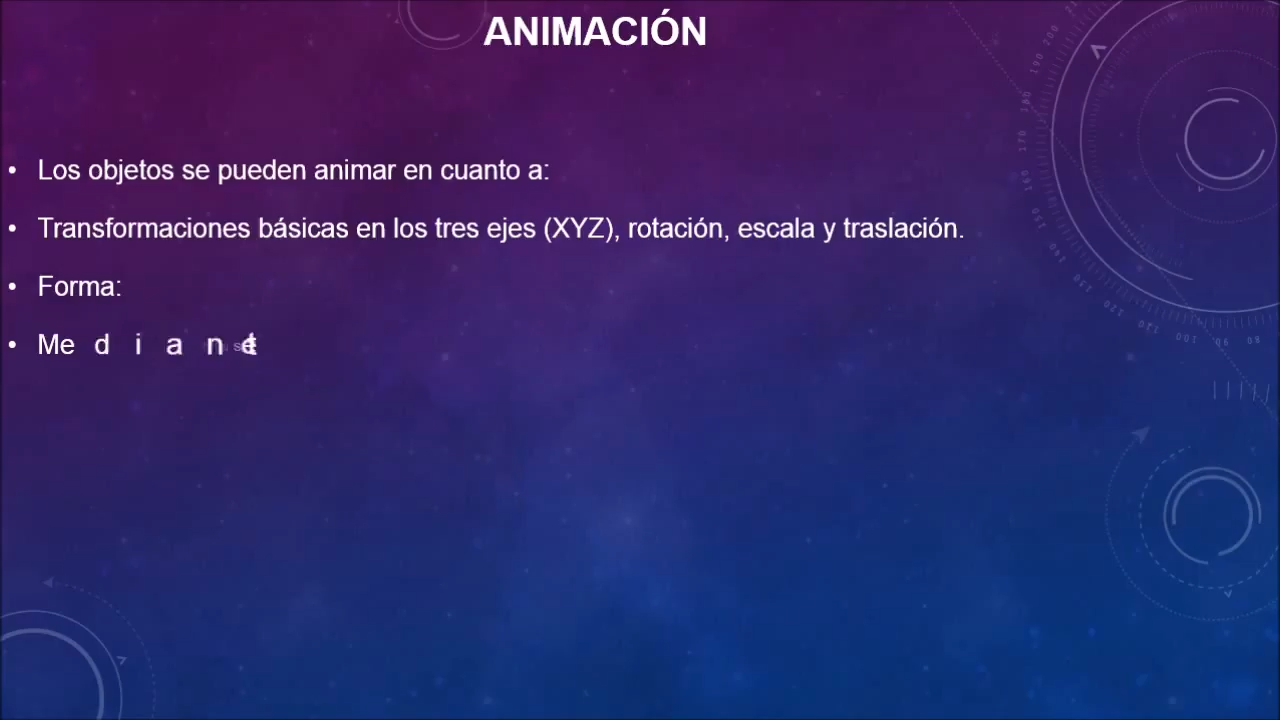 ANIMACIÓN
• Los objetos se pueden animar en cuanto a:
• Transformaciones básicas en los tres ejes (XYZ), rotación, escala y traslación.
• Forma:
• Me d i a n